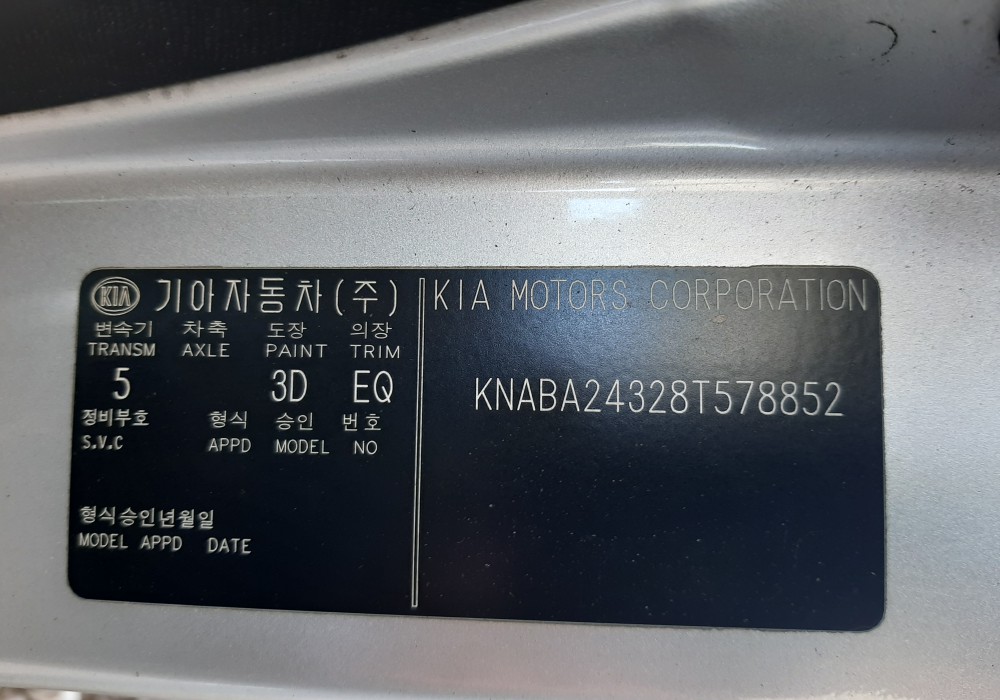 KIA 기아자동차(주) KIA MOTORS CORPORATION
변속기 차축 도장 의장
TRANSM AXLE PAINT TRIM
5 3D EQ
KNABA24328T578852
정비부호 형식 승인 번호
S.V.C APPD MODEL NO
형식승인년월일
MODEL APPD DATE